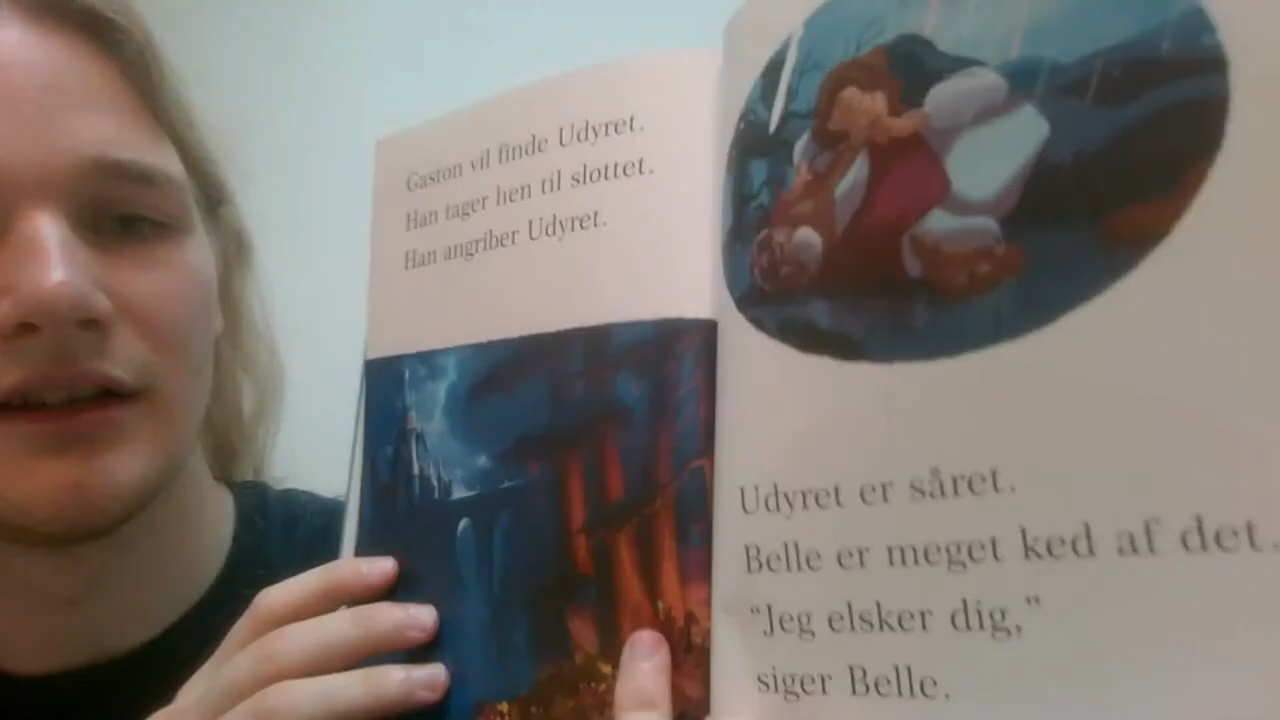 Gaston vil finde Udyret.
Han tager hen til slottet.
Han angriber Udyret.
Udyret er såret.
Belle er meget ked af det.
“Jeg elsker dig,”
siger Belle.